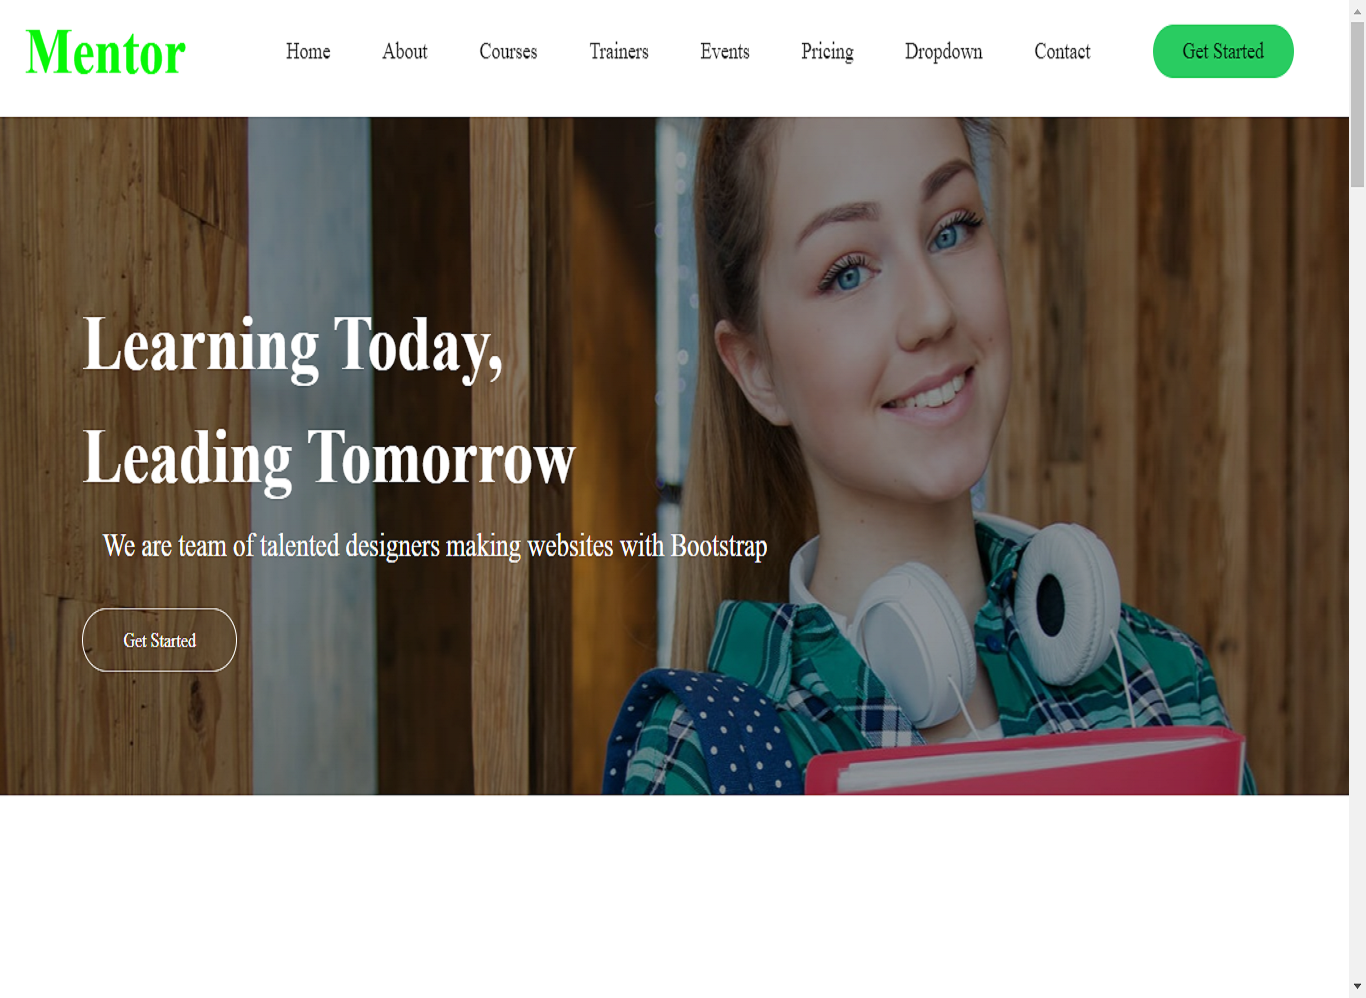 Mentor
Home About Courses Trainers Events Pricing Dropdown Contact Get Started
Learning Today,
Leading Tomorrow
We are team of talented designers making websites with Bootstrap
Get Started